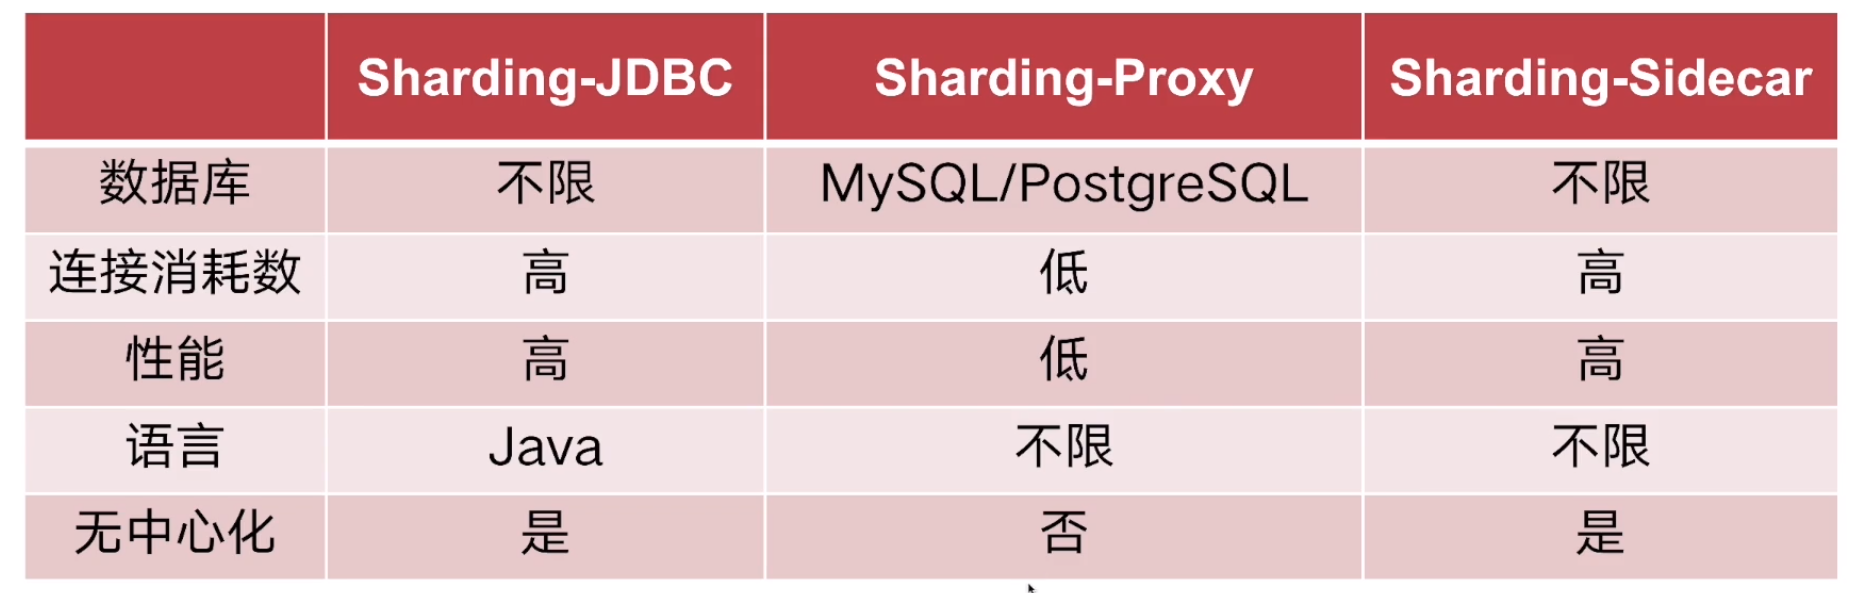 Sharding-JDBC Sharding-Proxy Sharding-Sidecar
数据库 不限 MySQL/PostgreSQL 不限
连接消耗数 高 低 高
性能 高 低 高
语言 Java 不限 不限
无中心化 是 否 是